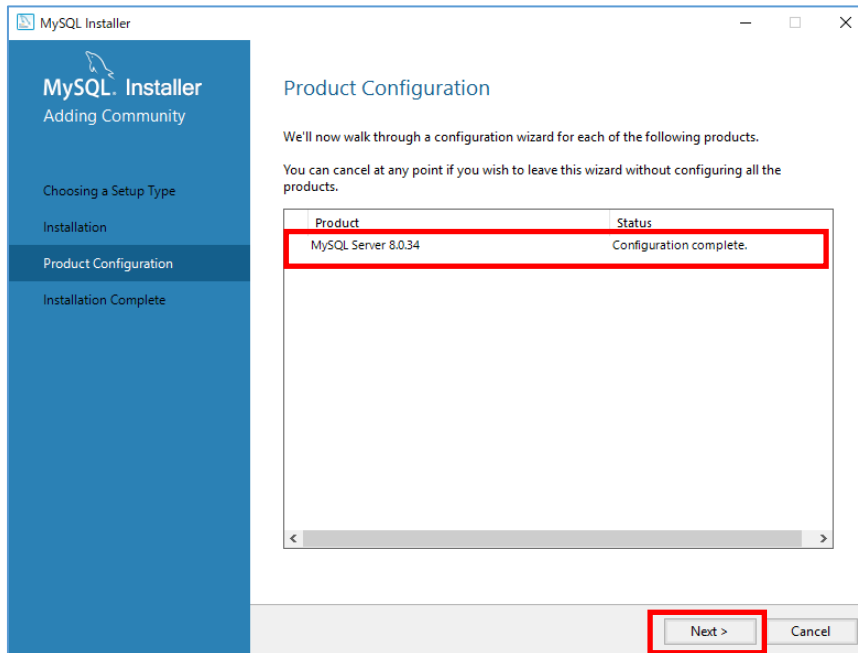 MySQL Installer
MySQL. Installer
Adding Community
Choosing a Setup Type
Installation
Product Configuration
Installation Complete
Product Configuration
We'll now walk through a configuration wizard for each of the following products.
You can cancel at any point if you wish to leave this wizard without configuring all the
products.
Product Status
MySQL Server 8.0.34 Configuration complete.
Next > Cancel